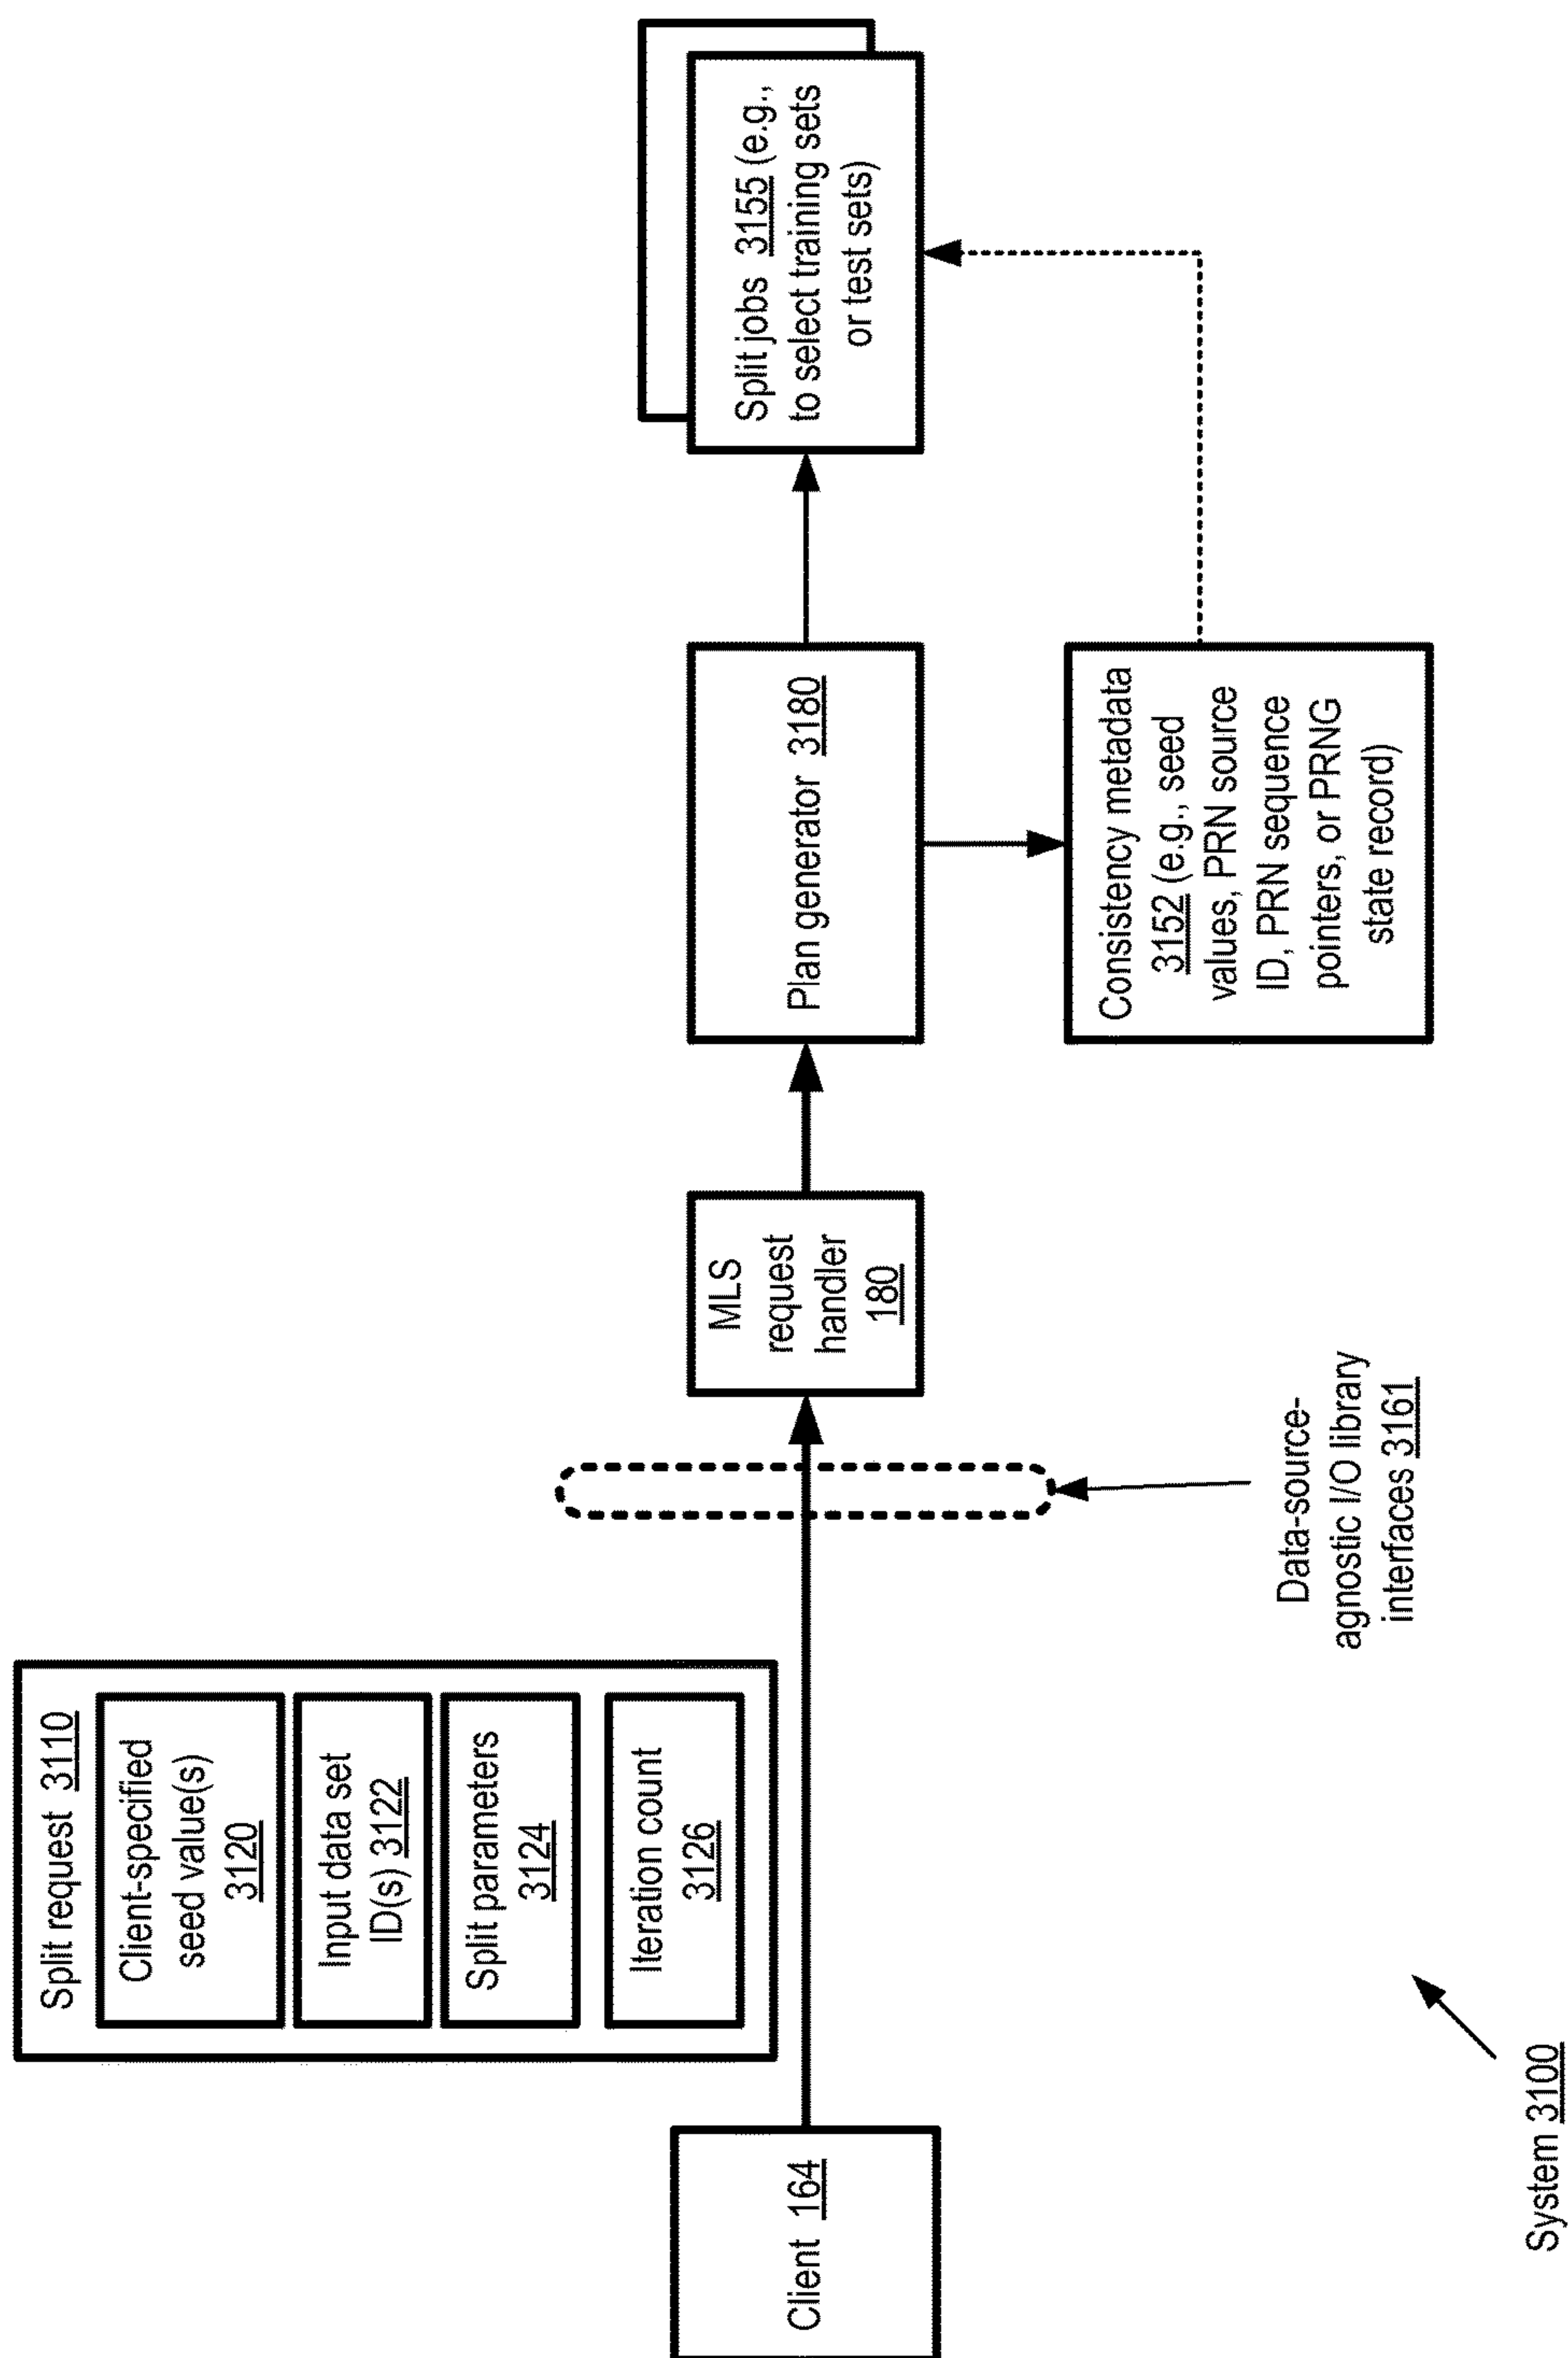 Split request 3110
Client-specified
seed value(s)
3120
Input data set
ID(s) 3122
Split parameters
3124
Iteration count
3126
Client 164
MLS
request
handler
180
Plan generator 3180
Split jobs 3155 (e.g.,
to select training sets
or test sets)
Data-source-
agnostic I/O library
interfaces 3161
Consistency metadata
3152 (e.g., seed
values, PRN source
ID, PRN sequence
pointers, or PRNG
state record)
System 3100